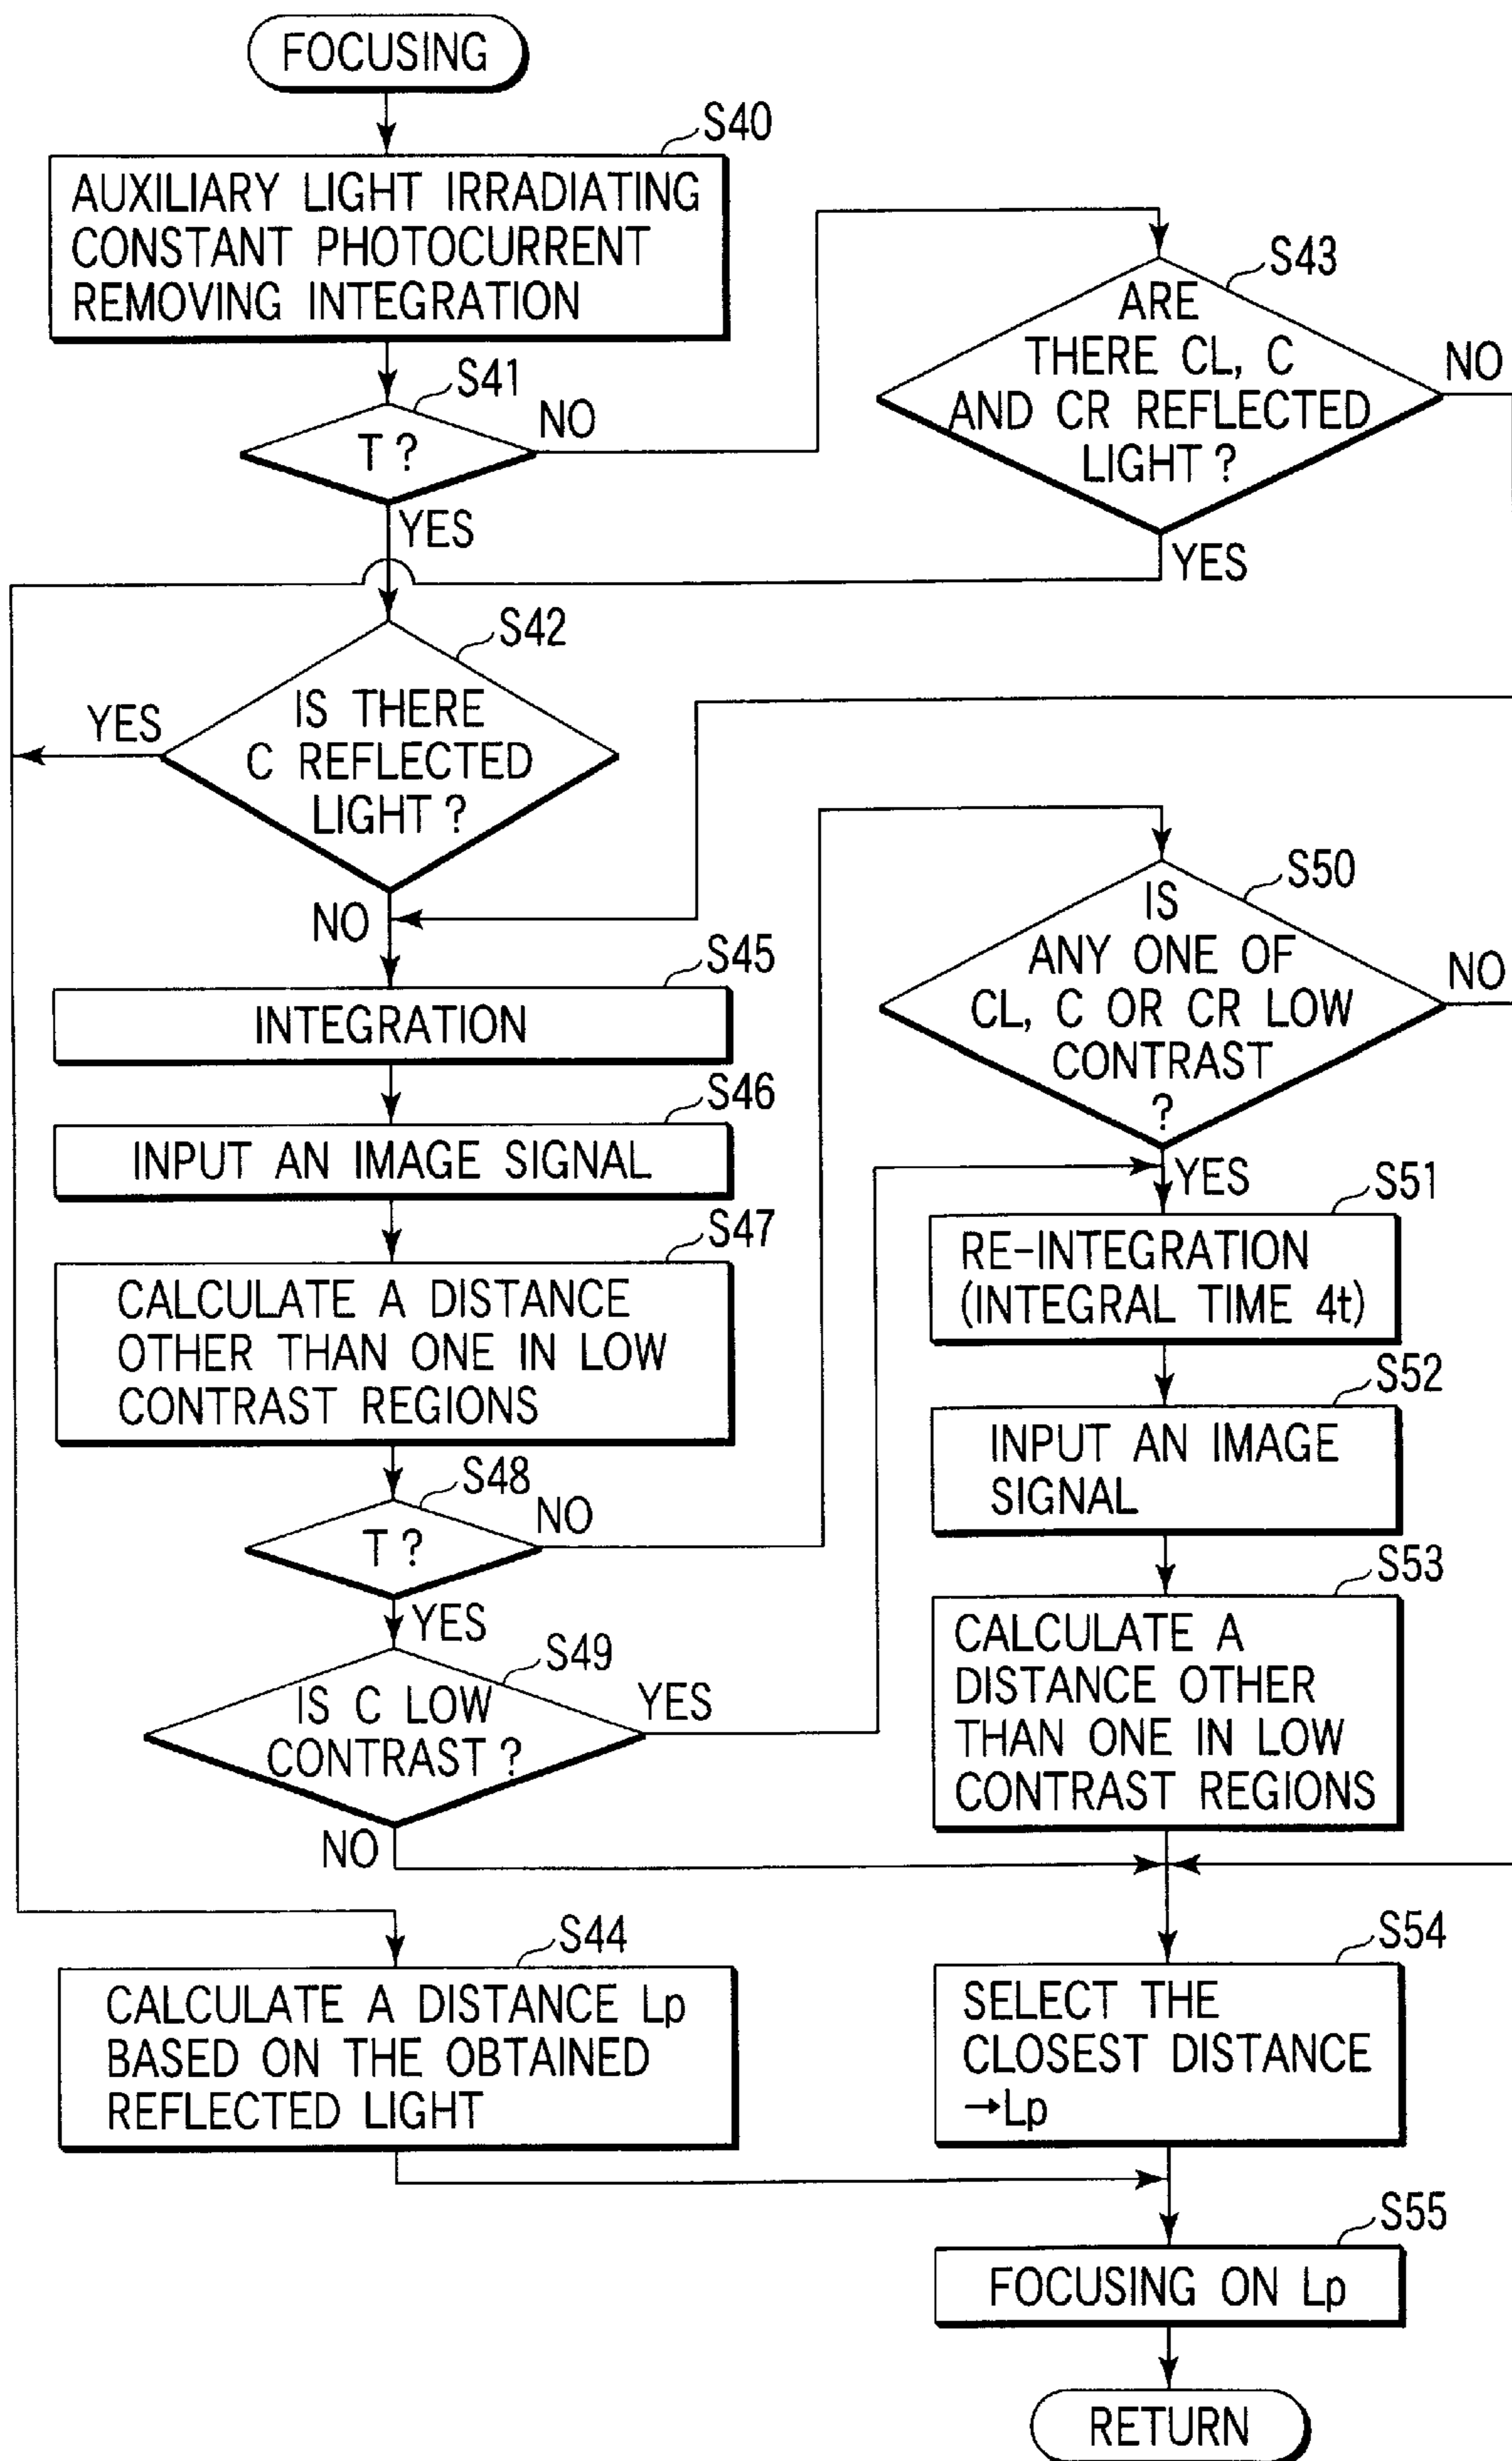 FOCUSING
S40
AUXILIARY LIGHT IRRADIATING
CONSTANT PHOTOCURRENT
REMOVING INTEGRATION
S41
T?
NO
YES
S43
ARE
THERE CL, C
AND CR REFLECTED
LIGHT?
NO
YES
S42
IS THERE
C REFLECTED
LIGHT?
YES
NO
S45
INTEGRATION
S46
INPUT AN IMAGE SIGNAL
S47
CALCULATE A DISTANCE
OTHER THAN ONE IN LOW
CONTRAST REGIONS
S48
T?
NO
YES
S49
IS C LOW
CONTRAST?
YES
NO
S50
IS
ANY ONE OF
CL, C OR CR LOW
CONTRAST
?
NO
YES
S51
RE-INTEGRATION
(INTEGRAL TIME 4t)
S52
INPUT AN IMAGE
SIGNAL
S53
CALCULATE A
DISTANCE OTHER
THAN ONE IN LOW
CONTRAST REGIONS
S44
CALCULATE A DISTANCE Lp
BASED ON THE OBTAINED
REFLECTED LIGHT
S54
SELECT THE
CLOSEST DISTANCE
→Lp
S55
FOCUSING ON Lp
RETURN